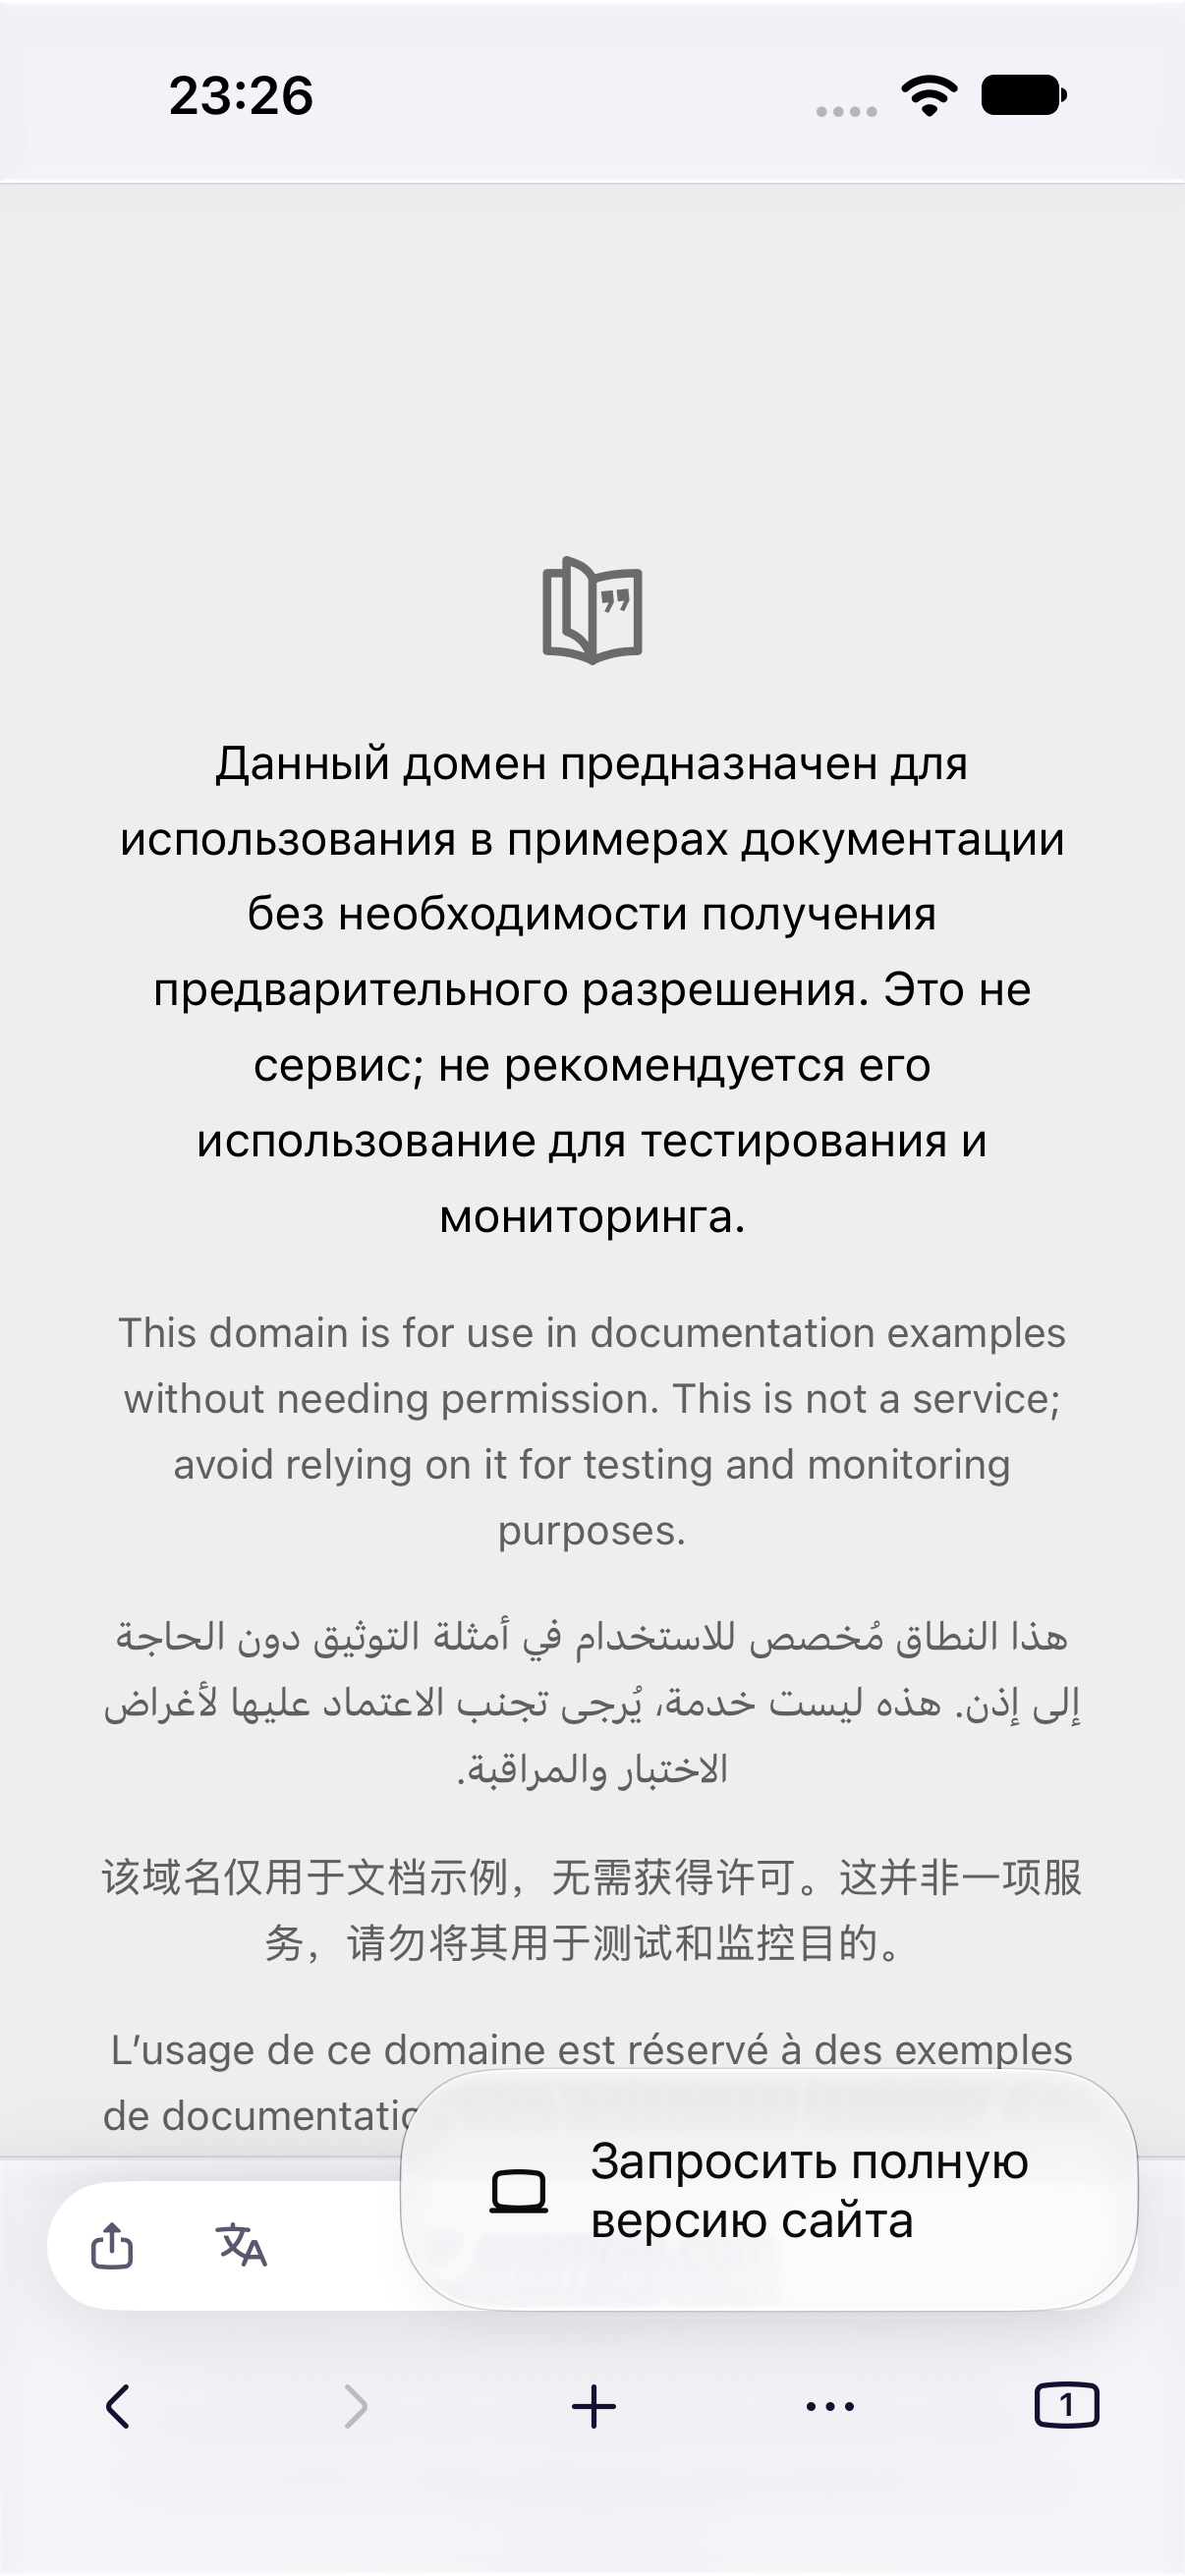 23:26
Данный домен предназначен для
использования в примерах документации
без необходимости получения
предварительного разрешения. Это не
сервис; не рекомендуется его
использование для тестирования и
мониторинга.
This domain is for use in documentation examples
without needing permission. This is not a service;
avoid relying on it for testing and monitoring
purposes.
هذا النطاق مُخصص للاستخدام في أمثلة التوثيق دون الحاجة
إلى إذن. هذه ليست خدمة، يُرجى تجنب الاعتماد عليها لأغراض
الاختبار والمراقبة.
该域名仅用于文档示例，无需获得许可。这并非一项服
务，请勿将其用于测试和监控目的。
L’usage de ce domaine est réservé à des exemples
de
Запросить полную
версию сайта
1